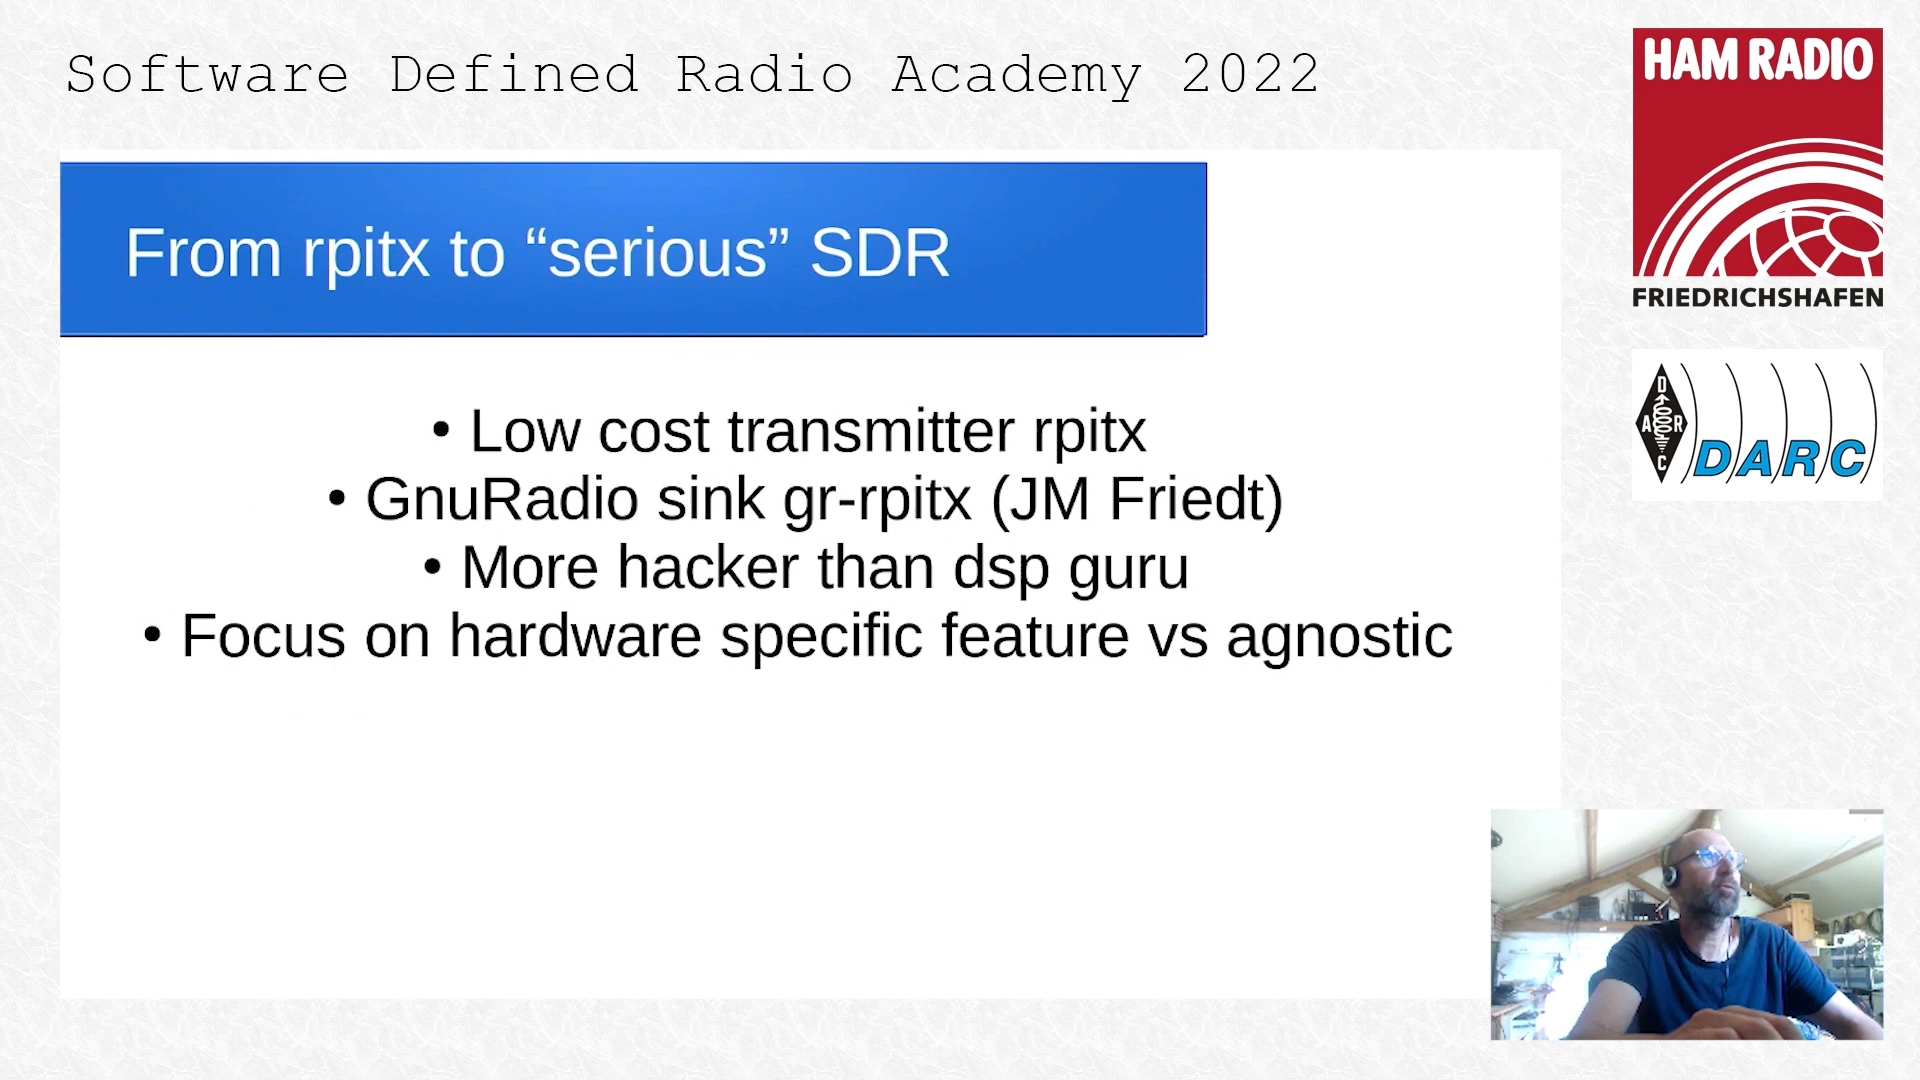 Software Defined Radio Academy 2022
HAM RADIO
FRIEDRICHSHAFEN
From rpitx to “serious” SDR
• Low cost transmitter rpitx
• GnuRadio sink gr-rpitx (JM Friedt)
• More hacker than dsp guru
• Focus on hardware specific feature vs agnostic
D
A R
C
DARC